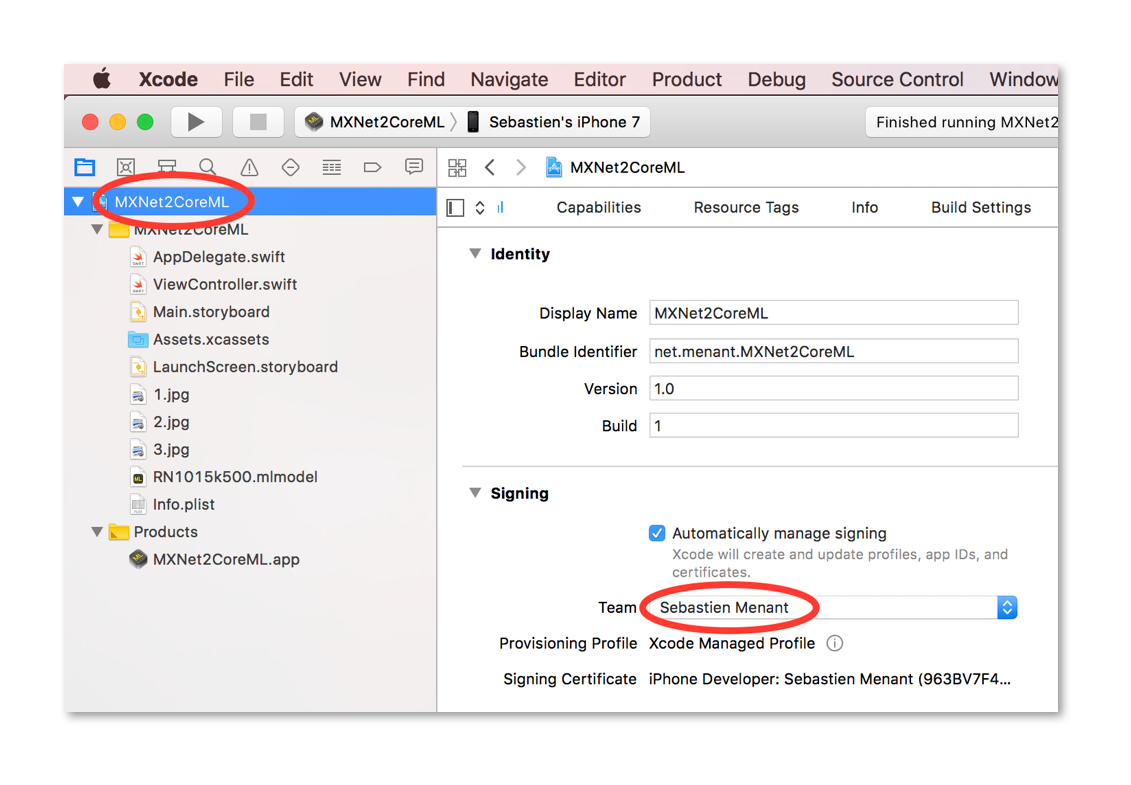 Xcode File Edit View Find Navigate Editor Product Debug Source Control Window
MXNet2CoreML Sebastien's iPhone 7 Finished running MXNet2
MXNet2CoreML
MXNet2CoreML
Capabilities Resource Tags Info Build Settings
MXNet2CoreML
AppDelegate.swift
ViewController.swift
Main.storyboard
Assets.xcassets
LaunchScreen.storyboard
1.jpg
2.jpg
3.jpg
RN1015k500.mlmodel
Info.plist
Products
MXNet2CoreML.app
Identity
Display Name MXNet2CoreML
Bundle Identifier net.menant.MXNet2CoreML
Version 1.0
Build 1
Signing
Automatically manage signing
Xcode will create and update profiles, app IDs, and
certificates.
Team Sebastien Menant
Provisioning Profile Xcode Managed Profile
Signing Certificate iPhone Developer: Sebastien Menant (963BV7F4...